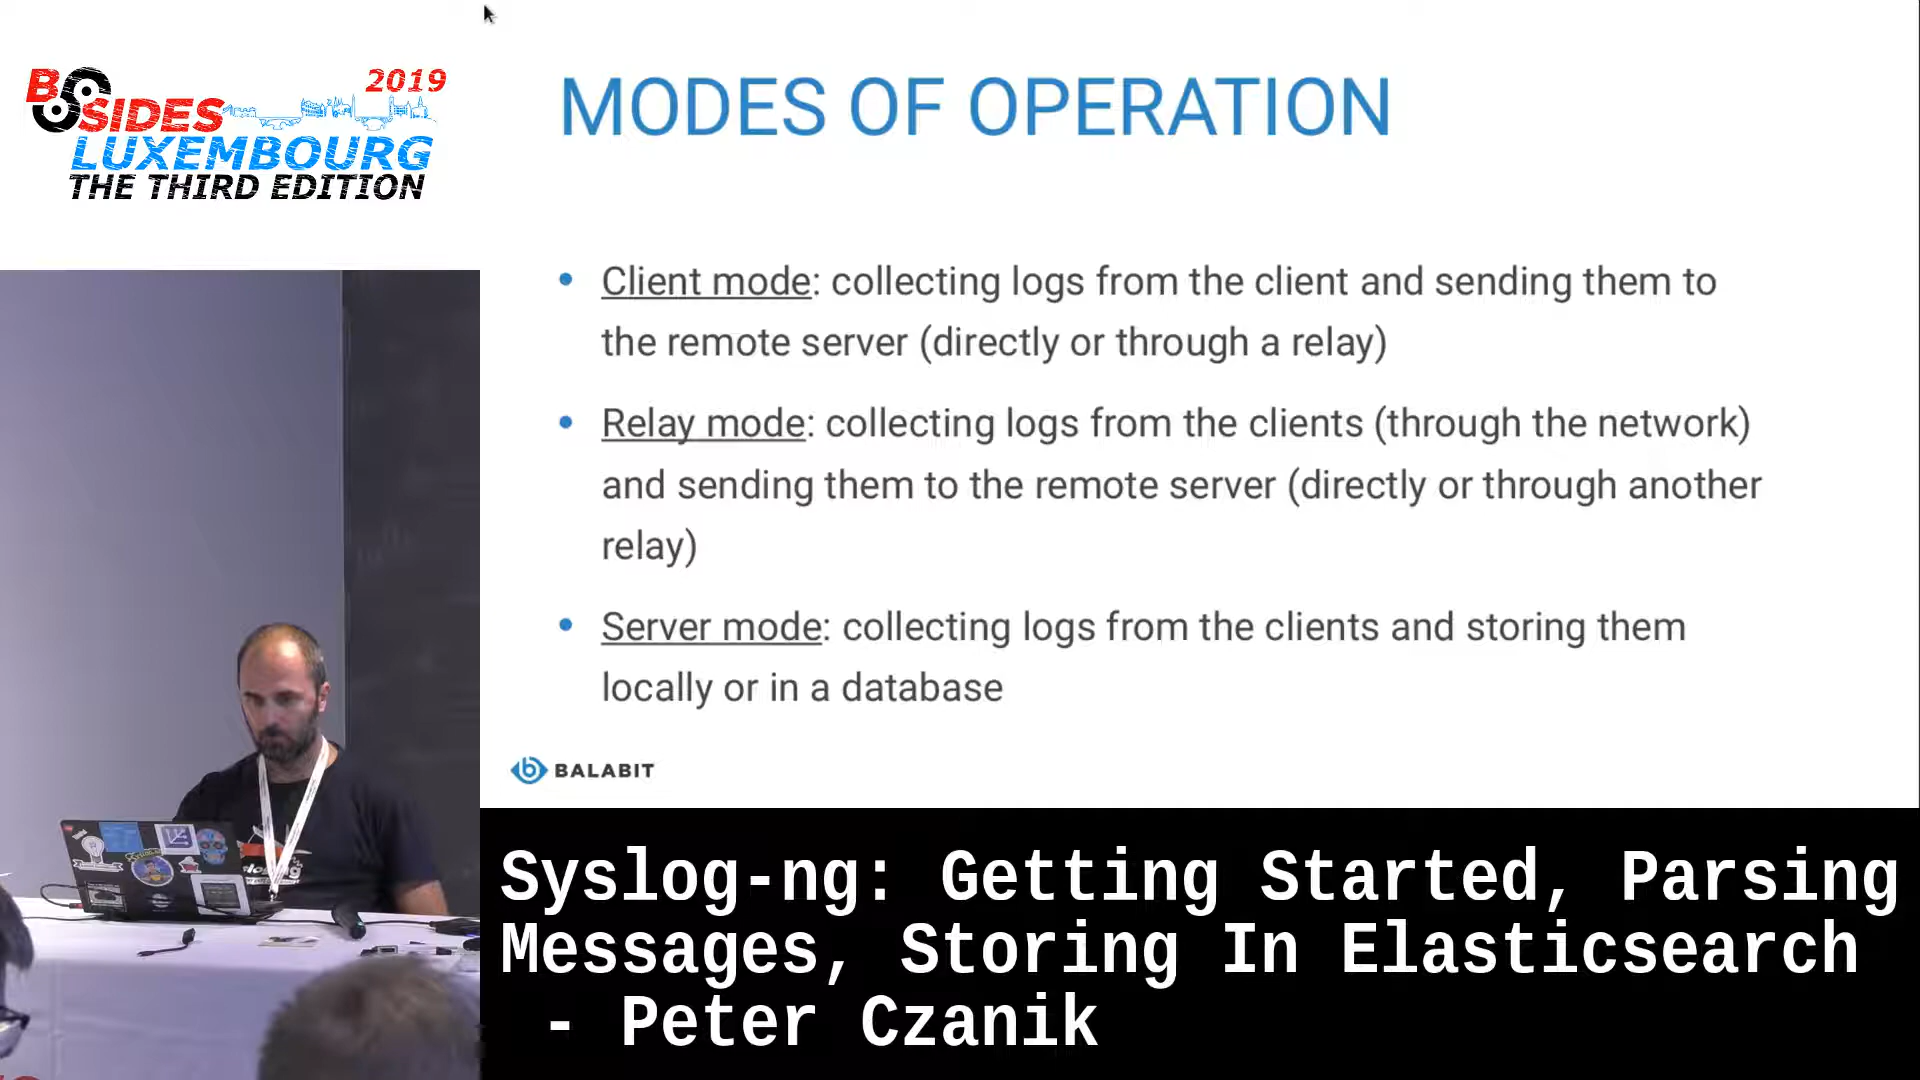 BSIDES 2019
LUXEMBOURG
THE THIRD EDITION
MODES OF OPERATION
• Client mode: collecting logs from the client and sending them to
the remote server (directly or through a relay)
• Relay mode: collecting logs from the clients (through the network)
and sending them to the remote server (directly or through another
relay)
• Server mode: collecting logs from the clients and storing them
locally or in a database
BALABIT
Syslog-ng: Getting Started, Parsing
Messages, Storing In Elasticsearch
- Peter Czanik